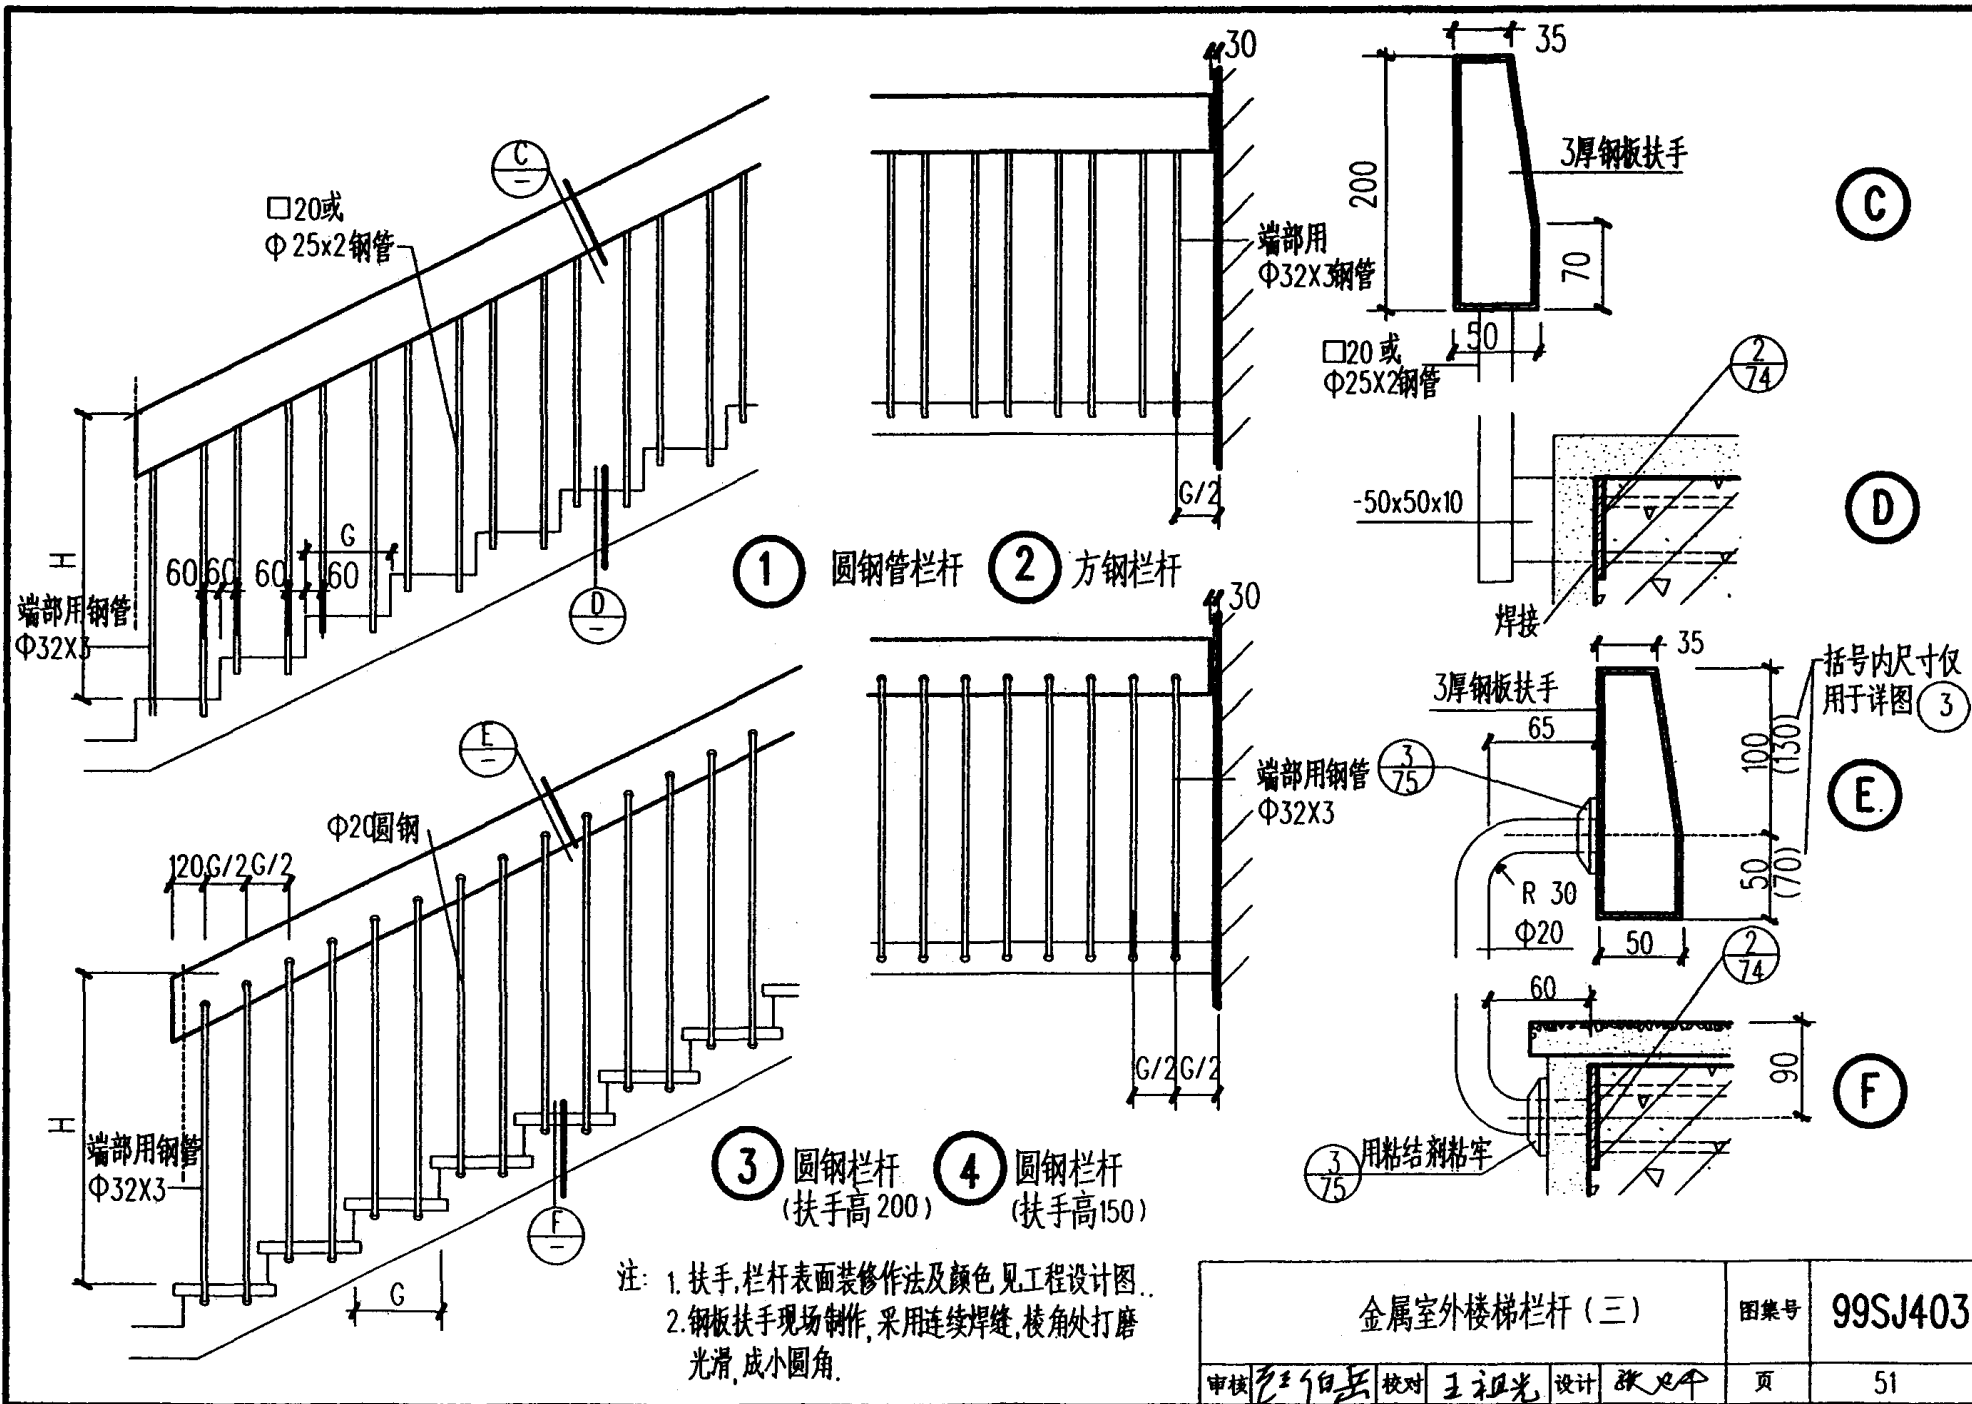 C
—
□20或
Φ25x2钢管
H
60 60 60 60
G
端部用钢管
Φ32X3
D
—
30
端部用
Φ32X3钢管
G/2
① 圆钢管栏杆
② 方钢栏杆
35
200
3厚钢板扶手
70
50
□20或
Φ25X2钢管
C
2
74
-50x50x10
焊接
D
E
—
Φ20圆钢
120 G/2 G/2
H
端部用钢管
Φ32X3
F
—
G
30
端部用钢管
Φ32X3
G/2 G/2
③ 圆钢栏杆
(扶手高200)
④ 圆钢栏杆
(扶手高150)
35
3厚钢板扶手
65
3
75
括号内尺寸仅
用于详图③
100
(130)
50
(70)
R 30
Φ20
50
E
2
74
60
90
3
75
用粘结剂粘牢
F
注: 1.扶手,栏杆表面装修作法及颜色见工程设计图..
2.钢板扶手现场制作,采用连续焊缝,棱角处打磨
光滑,成小圆角.
金属室外楼梯栏杆(三)
图集号 99SJ403
审核 校对 王祖光 设计 页 51